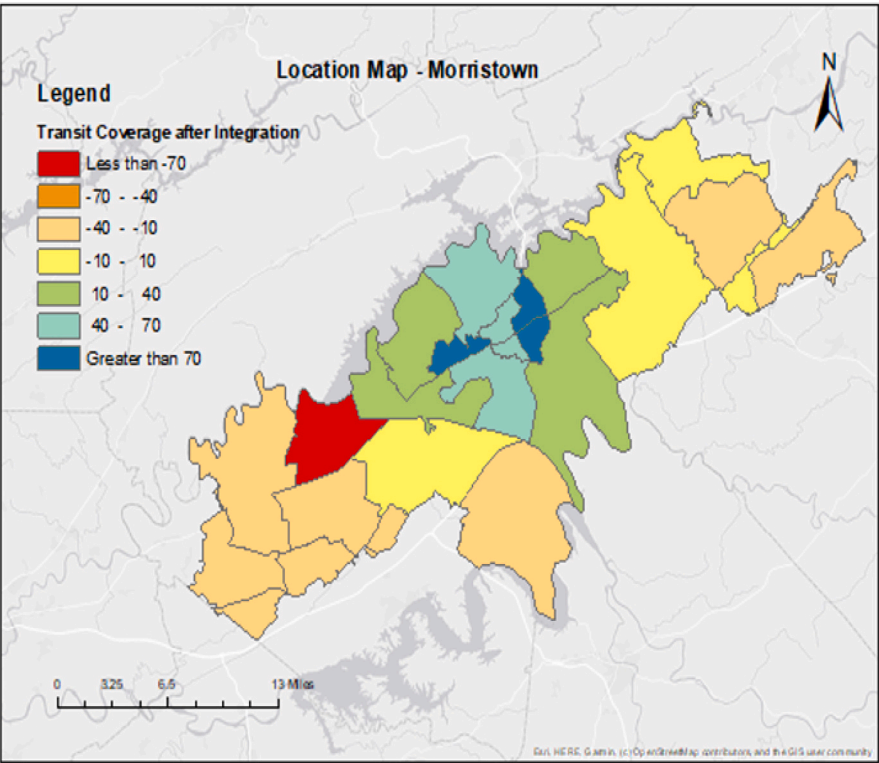 Location Map - Morristown
N
Legend
Transit Coverage after Integration
Less than -70
-70 - -40
-40 - -10
-10 - 10
10 - 40
40 - 70
Greater than 70
0 3.25 6.5 13 Miles
Esri, HERE, Garmin, (c) OpenStreetMap contributors, and the GIS user community